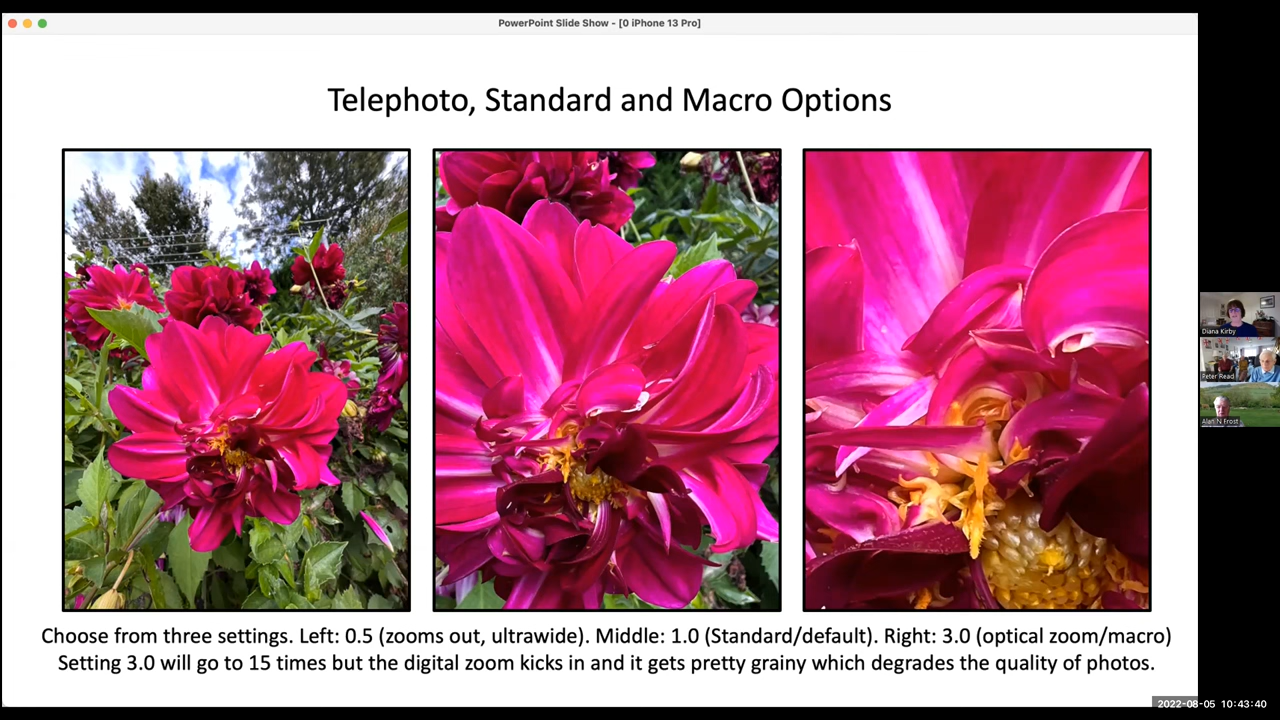 PowerPoint Slide Show - [0 iPhone 13 Pro]
Telephoto, Standard and Macro Options
Choose from three settings. Left: 0.5 (zooms out, ultrawide). Middle: 1.0 (Standard/default). Right: 3.0 (optical zoom/macro)
Setting 3.0 will go to 15 times but the digital zoom kicks in and it gets pretty grainy which degrades the quality of photos.
Diana Kirby
Peter Read
Alan N Frost
2022-08-05 10:43:40